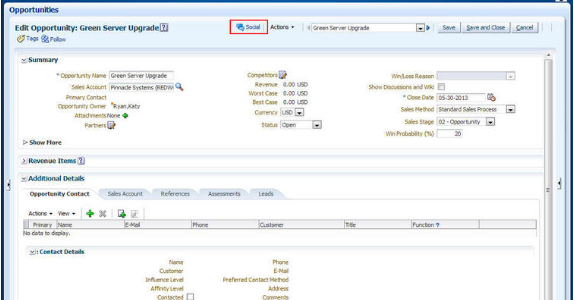 Opportunities
Edit Opportunity: Green Server Upgrade
Social Actions Green Server Upgrade Save Save and Close Cancel
Tags Follow
Summary
* Opportunity Name Green Server Upgrade Competitors Win/Loss Reason
Sales Account Pinnacle Systems (REDW Revenue 0.00 USD Show Discussions and Wiki
Primary Contact Worst Case 0.00 USD * Close Date 05-30-2013
Opportunity Owner *Ryan,Katy Best Case 0.00 USD Sales Method Standard Sales Process
Attachments None Currency USD Sales Stage 02 - Opportunity
Partners Status Open Win Probability (%) 20
Show More
Revenue Items
Additional Details
Opportunity Contact Sales Account References Assessments Leads
Actions View
Primary Name E-Mail Phone Customer Title Function ?
No data to display.
: Contact Details
Name Phone
Customer E-Mail
Influence Level Preferred Contact Method
Affinity Level Address
Contacted Comments